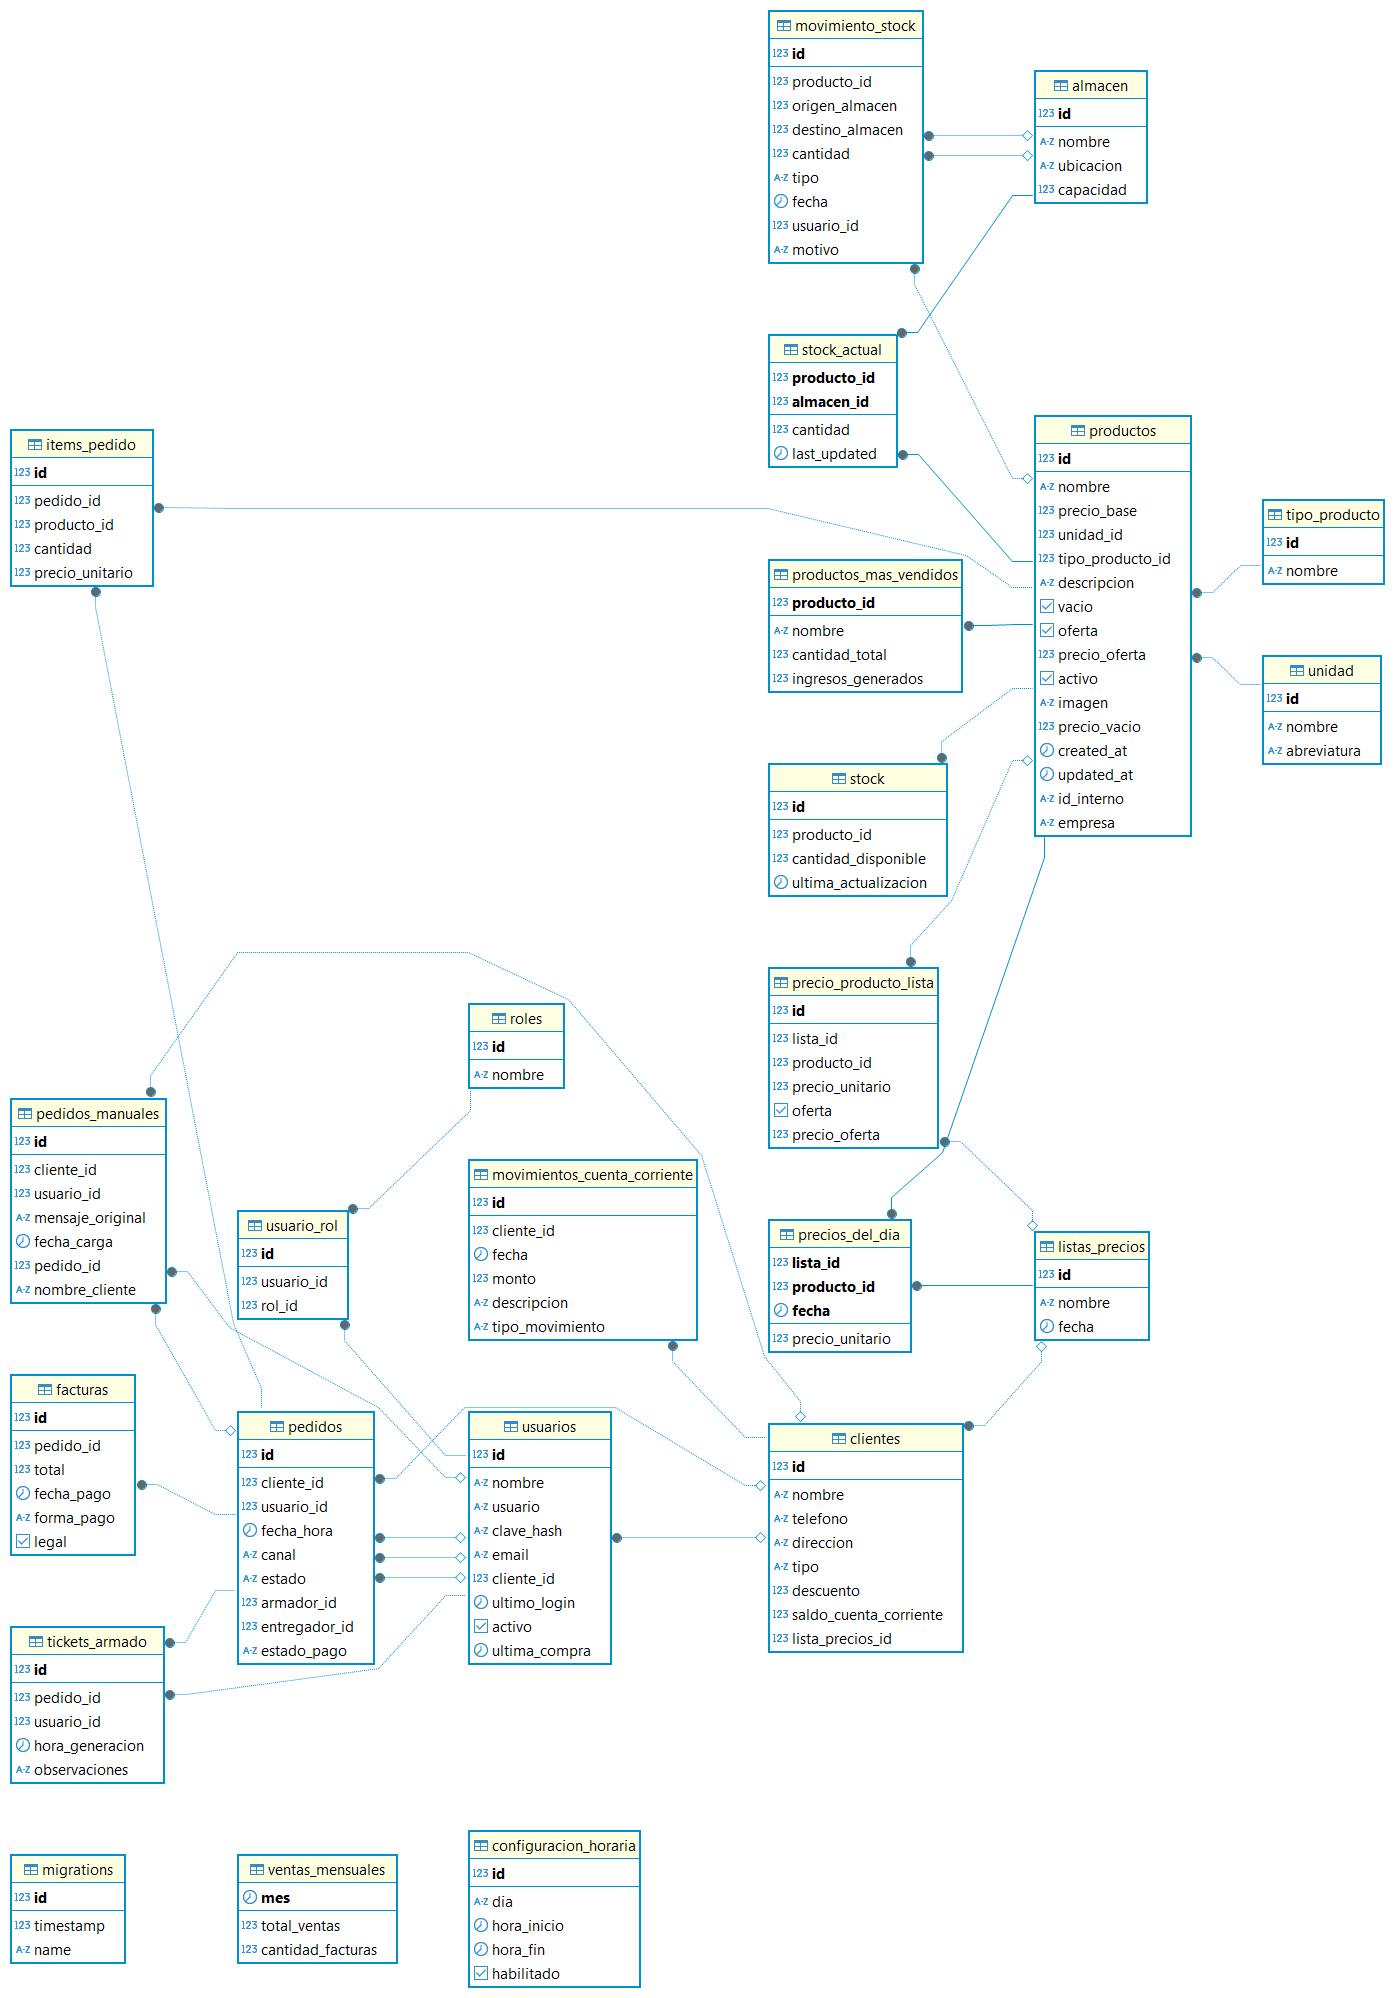 movimiento_stock
123 id
123 producto_id
123 origen_almacen
123 destino_almacen
123 cantidad
A-Z tipo
fecha
123 usuario_id
A-Z motivo
almacen
123 id
A-Z nombre
A-Z ubicacion
123 capacidad
stock_actual
123 producto_id
123 almacen_id
123 cantidad
last_updated
items_pedido
123 id
123 pedido_id
123 producto_id
123 cantidad
123 precio_unitario
productos
123 id
A-Z nombre
123 precio_base
123 unidad_id
123 tipo_producto_id
A-Z descripcion
vacio
oferta
123 precio_oferta
activo
A-Z imagen
123 precio_vacio
created_at
updated_at
A-Z id_interno
A-Z empresa
tipo_producto
123 id
A-Z nombre
productos_mas_vendidos
123 producto_id
A-Z nombre
123 cantidad_total
123 ingresos_generados
unidad
123 id
A-Z nombre
A-Z abreviatura
stock
123 id
123 producto_id
123 cantidad_disponible
ultima_actualizacion
precio_producto_lista
123 id
123 lista_id
123 producto_id
123 precio_unitario
oferta
123 precio_oferta
roles
123 id
A-Z nombre
pedidos_manuales
123 id
123 cliente_id
123 usuario_id
A-Z mensaje_original
fecha_carga
123 pedido_id
A-Z nombre_cliente
movimientos_cuenta_corriente
123 id
123 cliente_id
fecha
123 monto
A-Z descripcion
A-Z tipo_movimiento
usuario_rol
123 id
123 usuario_id
123 rol_id
precios_del_dia
123 lista_id
123 producto_id
fecha
123 precio_unitario
listas_precios
123 id
A-Z nombre
fecha
facturas
123 id
123 pedido_id
123 total
fecha_pago
A-Z forma_pago
legal
pedidos
123 id
123 cliente_id
123 usuario_id
fecha_hora
A-Z canal
A-Z estado
123 armador_id
123 entregador_id
A-Z estado_pago
usuarios
123 id
A-Z nombre
A-Z usuario
A-Z clave_hash
A-Z email
123 cliente_id
ultimo_login
activo
ultima_compra
clientes
123 id
A-Z nombre
A-Z telefono
A-Z direccion
A-Z tipo
123 descuento
123 saldo_cuenta_corriente
123 lista_precios_id
tickets_armado
123 id
123 pedido_id
123 usuario_id
hora_generacion
A-Z observaciones
migrations
123 id
123 timestamp
A-Z name
ventas_mensuales
mes
123 total_ventas
123 cantidad_facturas
configuracion_horaria
123 id
A-Z dia
hora_inicio
hora_fin
habilitado